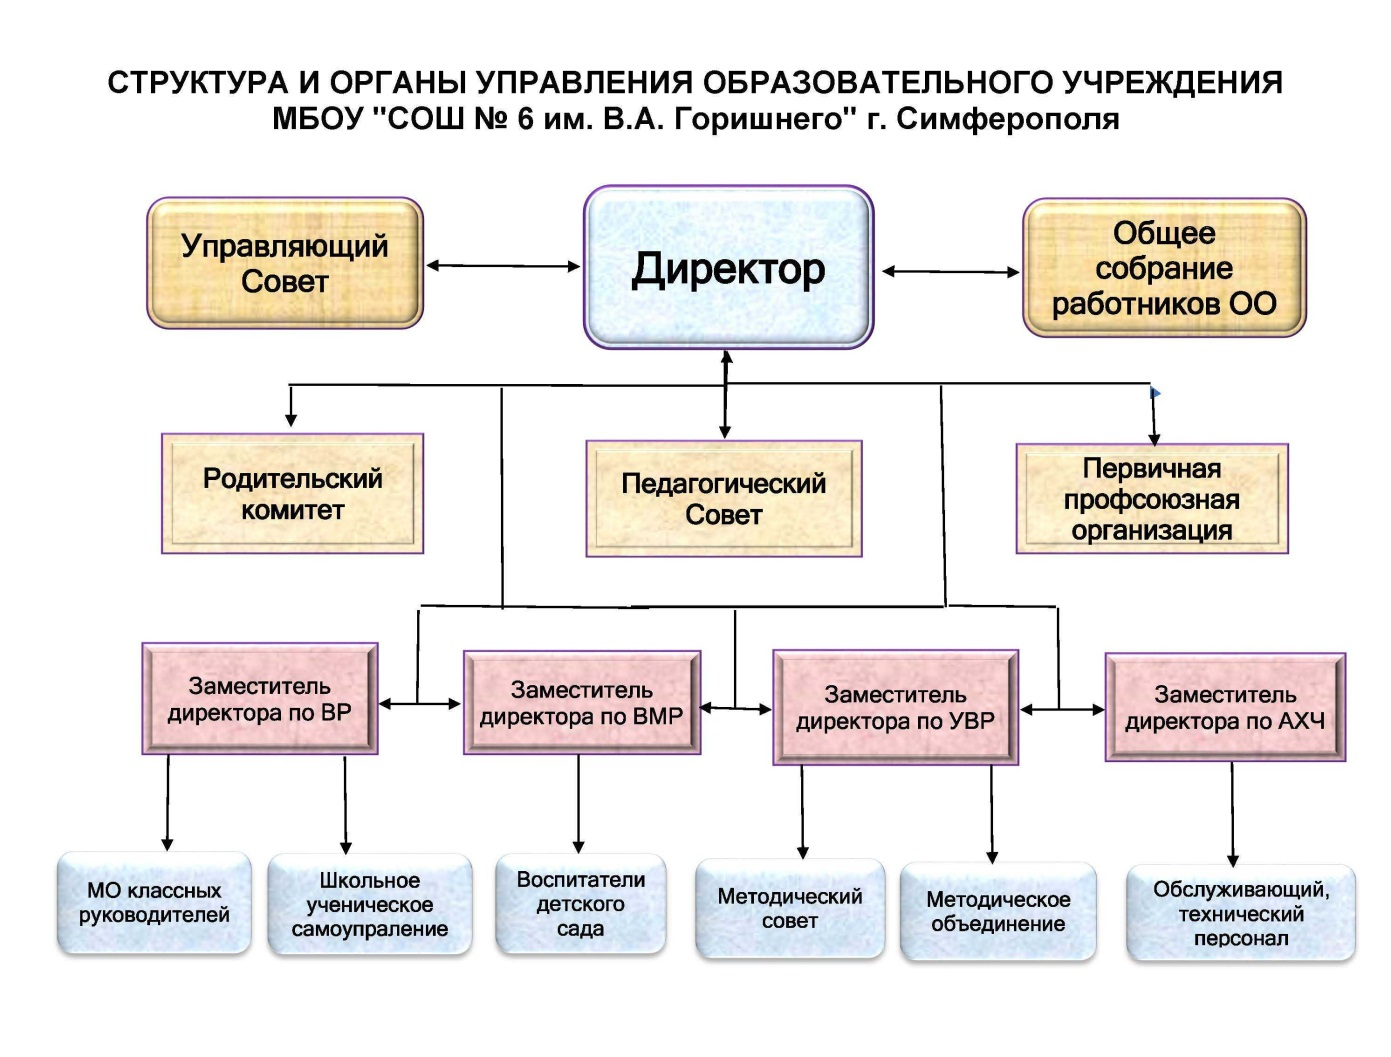 СТРУКТУРА И ОРГАНЫ УПРАВЛЕНИЯ ОБРАЗОВАТЕЛЬНОГО УЧРЕЖДЕНИЯ
МБОУ "СОШ № 6 им. В.А. Горишнего" г. Симферополя
Управляющий
Совет
Директор
Общее
собрание
работников ОО
Родительский
комитет
Педагогический
Совет
Первичная
профсоюзная
организация
Заместитель
директора по ВР
Заместитель
директора по ВМР
Заместитель
директора по УВР
Заместитель
директора по АХЧ
МО классных
руководителей
Школьное
ученическое
самоупраление
Воспитатели
детского
сада
Методический
совет
Методическое
объединение
Обслуживающий,
технический
персонал